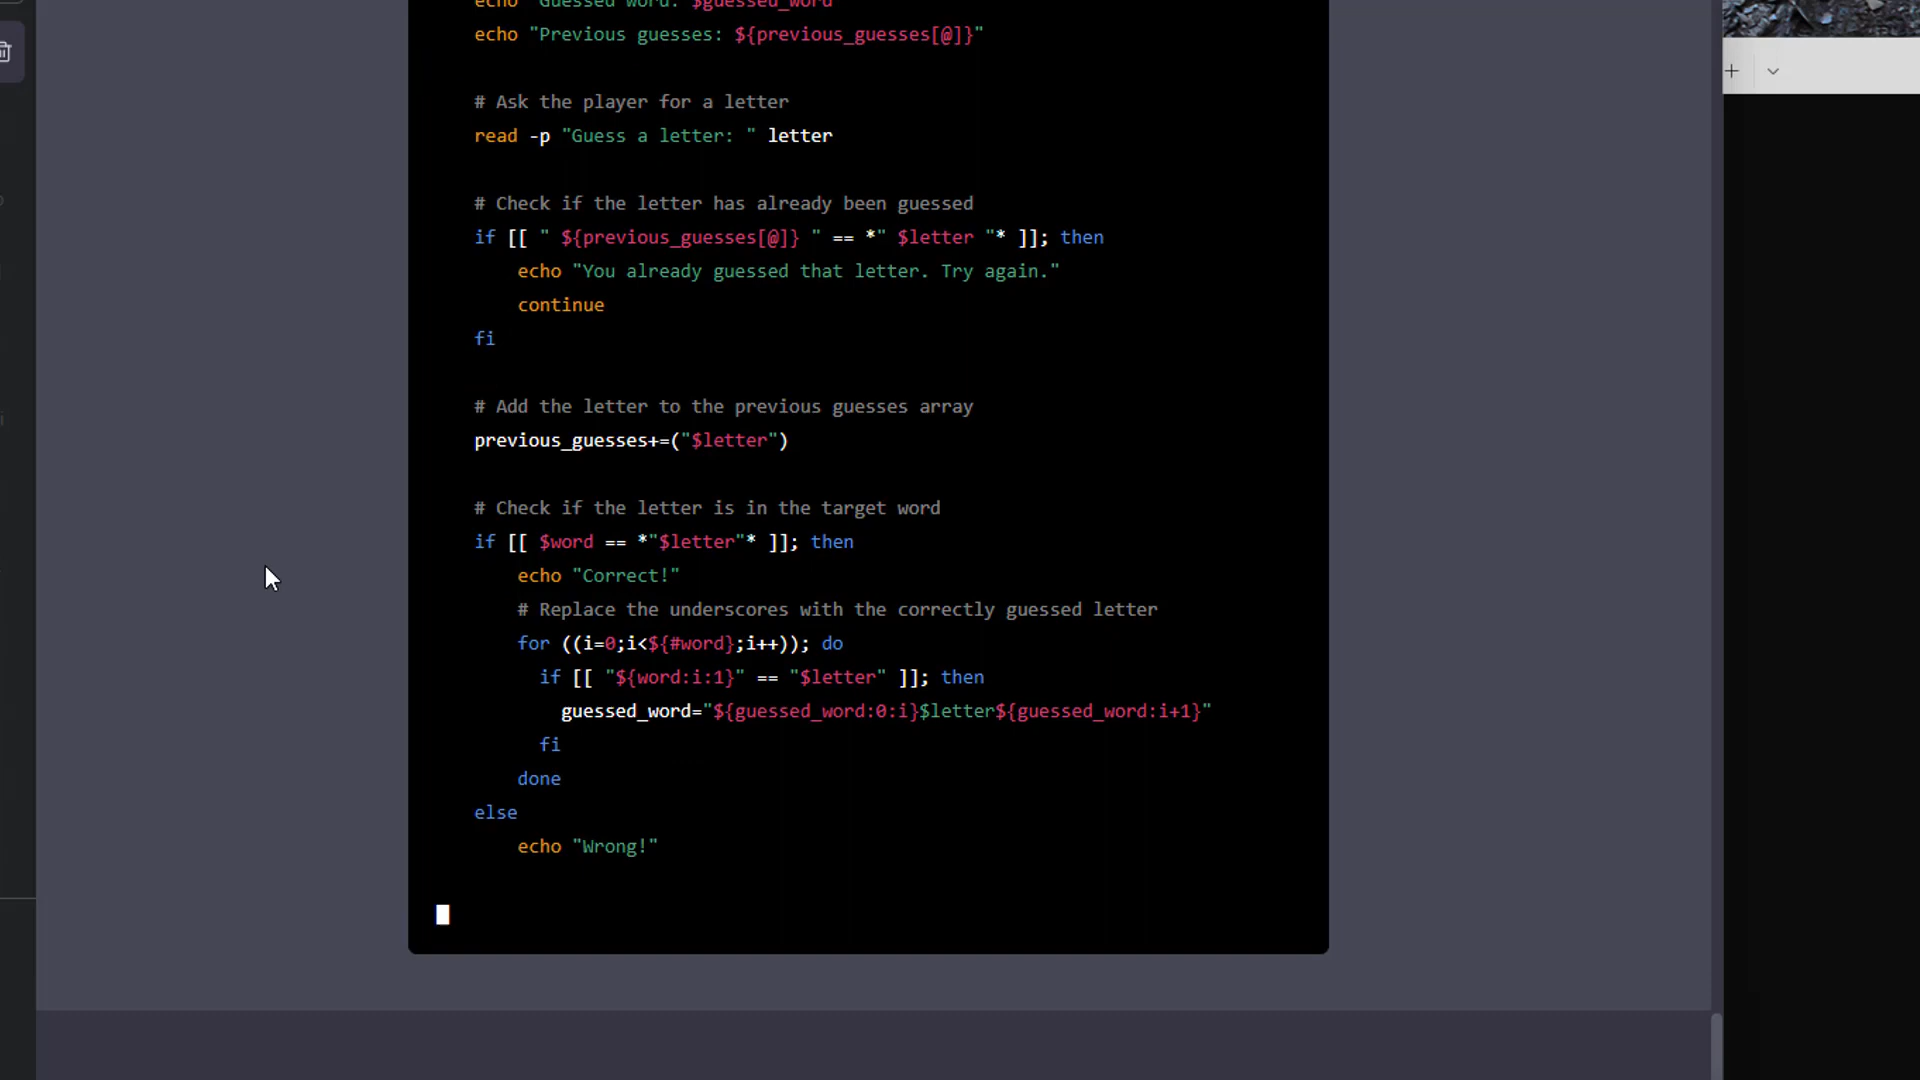 echo "Guessed word: $guessed_word
echo "Previous guesses: ${previous_guesses[@]}"
# Ask the player for a letter
read -p "Guess a letter: " letter
# Check if the letter has already been guessed
if [[ " ${previous_guesses[@]} " == *" $letter "* ]]; then
echo "You already guessed that letter. Try again."
continue
fi
# Add the letter to the previous guesses array
previous_guesses+=("$letter")
# Check if the letter is in the target word
if [[ $word == *"$letter"* ]]; then
echo "Correct!"
# Replace the underscores with the correctly guessed letter
for ((i=0;i<${#word};i++)); do
if [[ "${word:i:1}" == "$letter" ]]; then
guessed_word="${guessed_word:0:i}$letter${guessed_word:i+1}"
fi
done
else
echo "Wrong!"